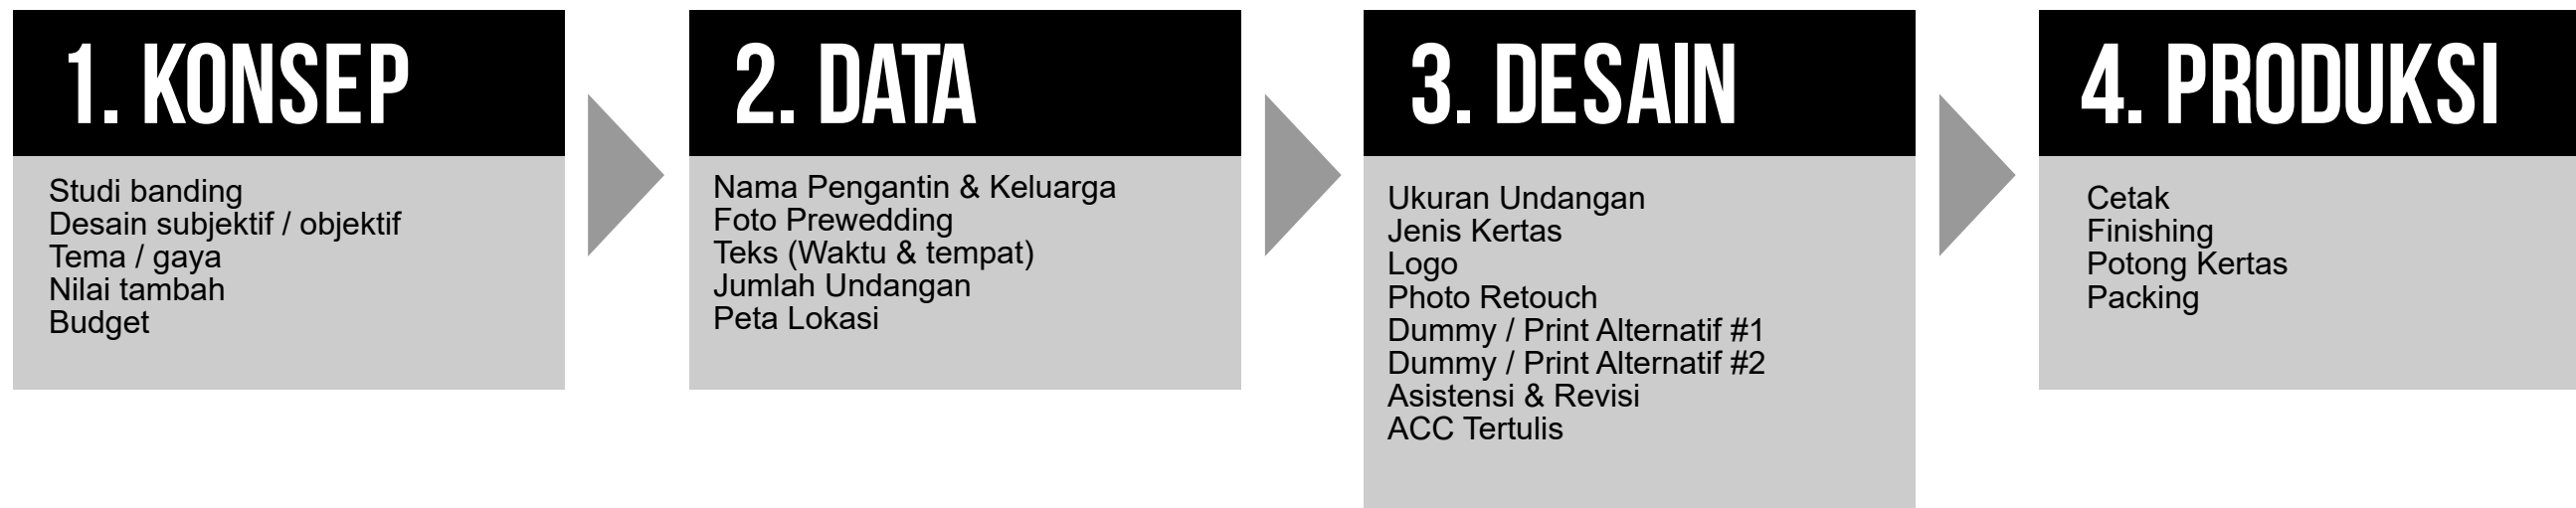 1. KONSEP
Studi banding
Desain subjektif / objektif
Tema / gaya
Nilai tambah
Budget
2. DATA
Nama Pengantin & Keluarga
Foto Prewedding
Teks (Waktu & tempat)
Jumlah Undangan
Peta Lokasi
3. DESAIN
Ukuran Undangan
Jenis Kertas
Logo
Photo Retouch
Dummy / Print Alternatif #1
Dummy / Print Alternatif #2
Asistensi & Revisi
ACC Tertulis
4. PRODUKSI
Cetak
Finishing
Potong Kertas
Packing